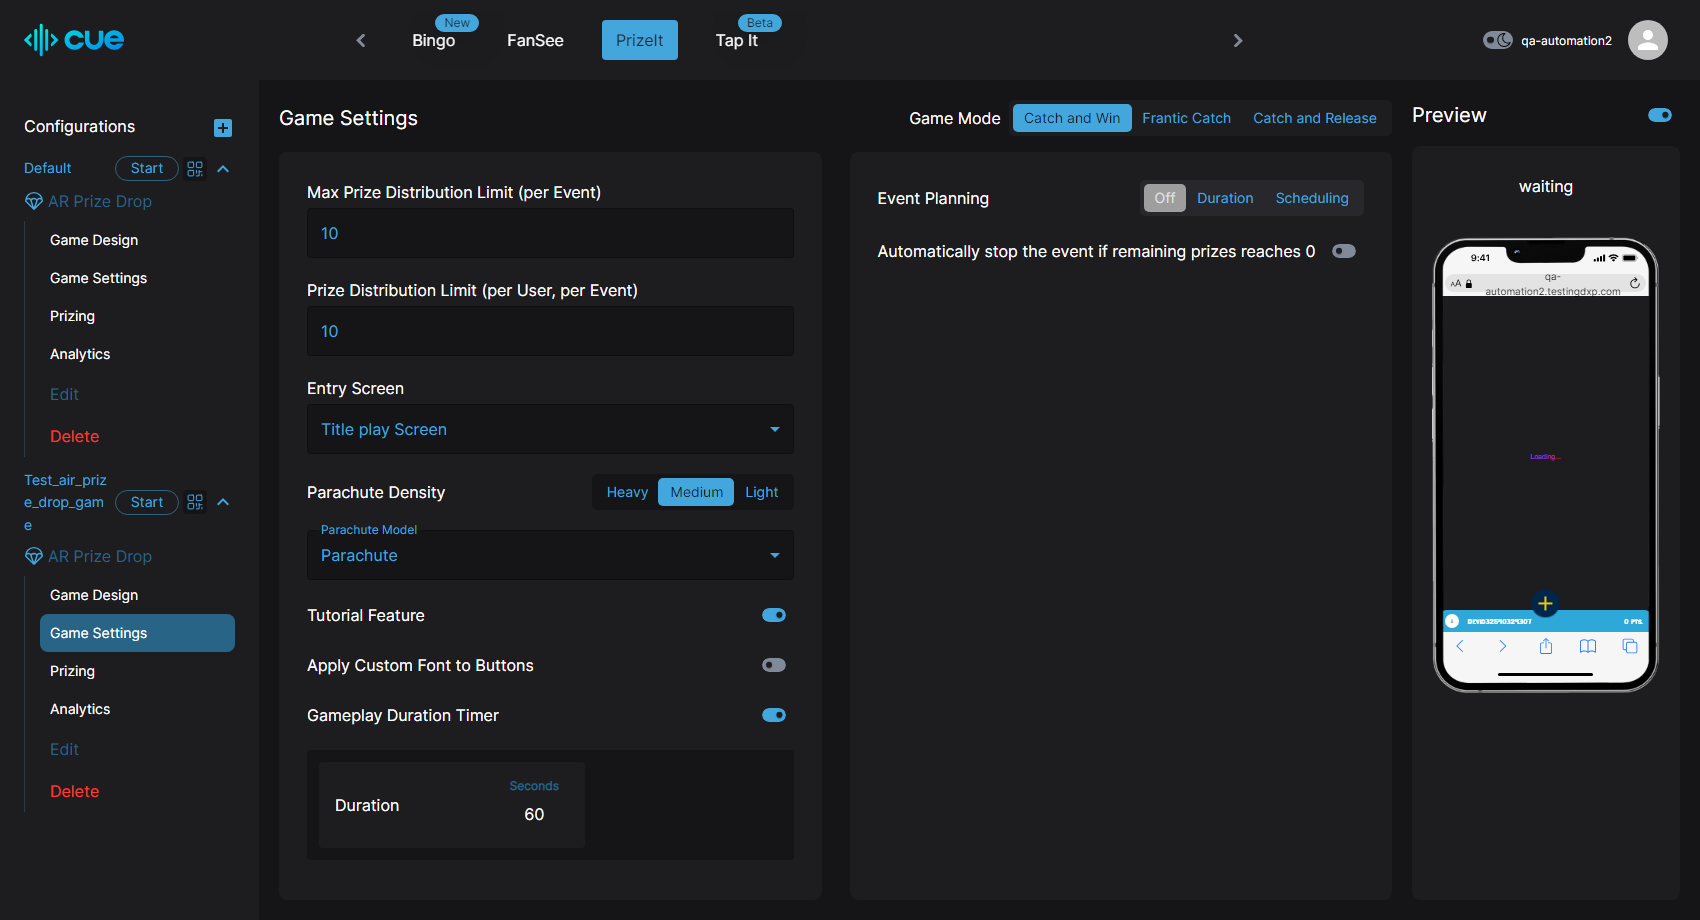 cue
New
Bingo
FanSee
PrizeIt
Beta
Tap It
qa-automation2
Configurations
Default
Start
AR Prize Drop
Game Design
Game Settings
Prizing
Analytics
Edit
Delete
Test_air_priz
e_drop_gam
e
Start
AR Prize Drop
Game Design
Game Settings
Prizing
Analytics
Edit
Delete
Game Settings
Game Mode
Catch and Win
Frantic Catch
Catch and Release
Max Prize Distribution Limit (per Event)
10
Prize Distribution Limit (per User, per Event)
10
Entry Screen
Title play Screen
Parachute Density
Heavy
Medium
Light
Parachute Model
Parachute
Tutorial Feature
Apply Custom Font to Buttons
Gameplay Duration Timer
Duration
Seconds
60
Event Planning
Off
Duration
Scheduling
Automatically stop the event if remaining prizes reaches 0
Preview
waiting
9:41
AA
qa-
automation2.testingdxp.com
Loading...
0 PTS.